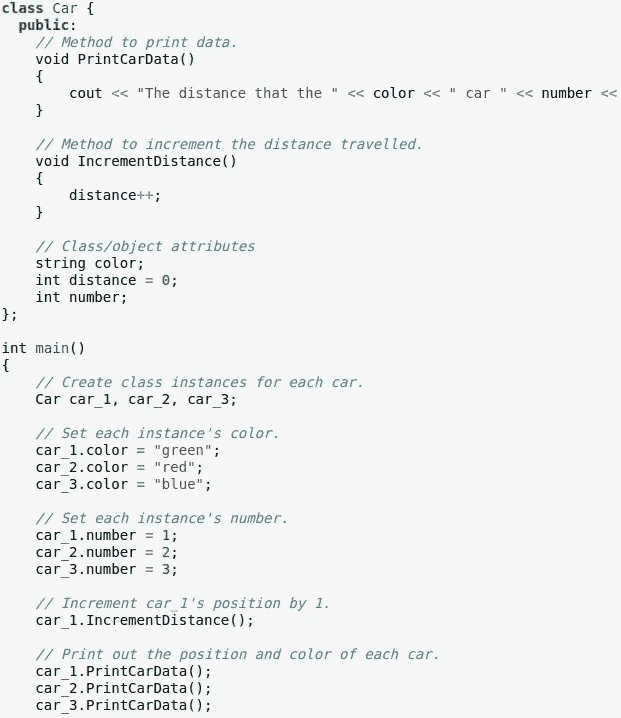 class Car {
  public:
    // Method to print data.
    void PrintCarData()
    {
        cout << "The distance that the " << color << " car " << number <<
    }

    // Method to increment the distance travelled.
    void IncrementDistance()
    {
        distance++;
    }

    // Class/object attributes
    string color;
    int distance = 0;
    int number;
};

int main()
{
    // Create class instances for each car.
    Car car_1, car_2, car_3;

    // Set each instance's color.
    car_1.color = "green";
    car_2.color = "red";
    car_3.color = "blue";

    // Set each instance's number.
    car_1.number = 1;
    car_2.number = 2;
    car_3.number = 3;

    // Increment car_1's position by 1.
    car_1.IncrementDistance();

    // Print out the position and color of each car.
    car_1.PrintCarData();
    car_2.PrintCarData();
    car_3.PrintCarData();